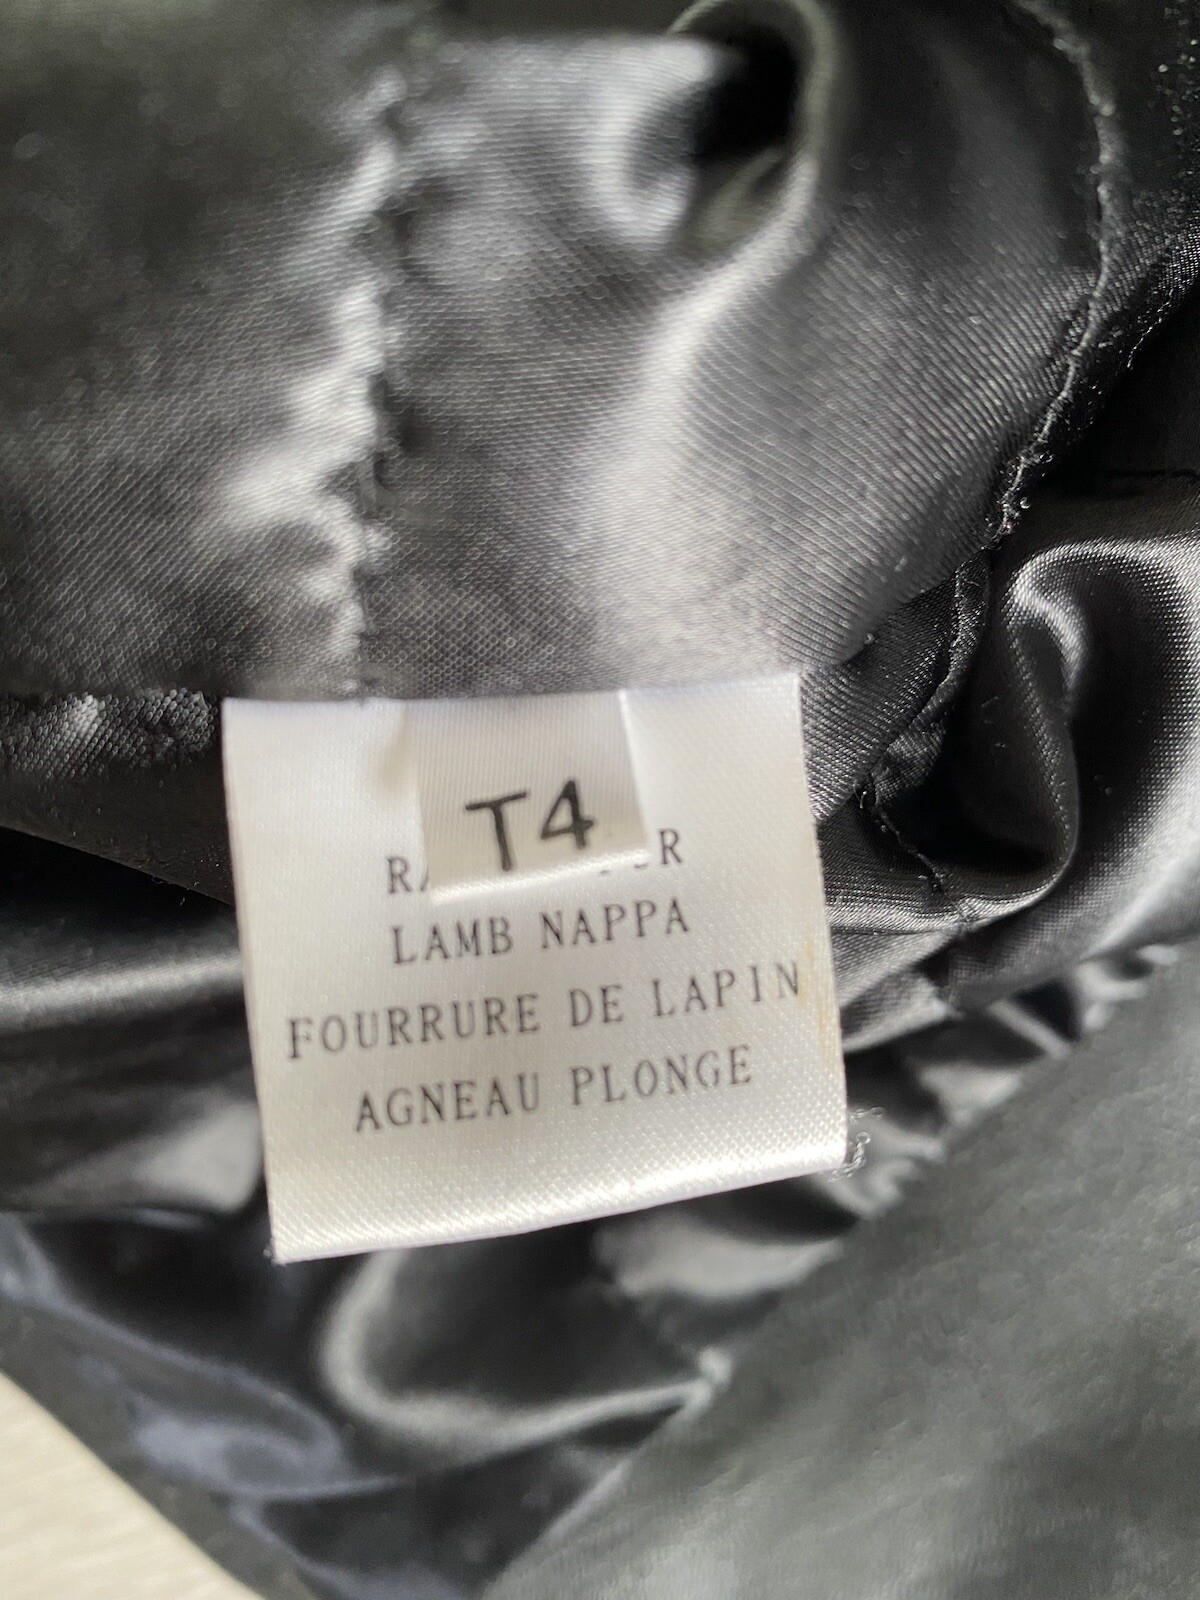 T4
LAMB NAPPA
FOURRURE DE LAPIN
AGNEAU PLONGE